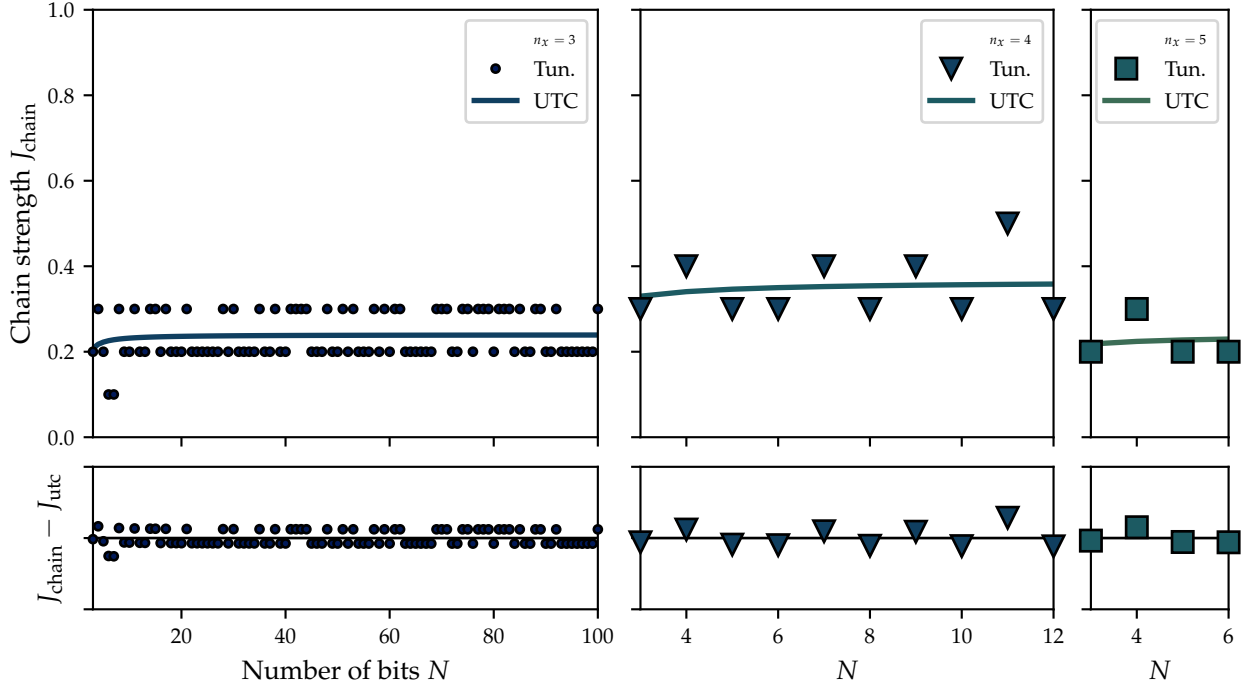 Chain strength J_chain
1.0
0.8
0.6
0.4
0.2
0.0
n_x = 3
Tun.
UTC
n_x = 4
Tun.
UTC
n_x = 5
Tun.
UTC
J_chain − J_utc
20 40 60 80 100
Number of bits N
4 6 8 10 12
N
4 6
N